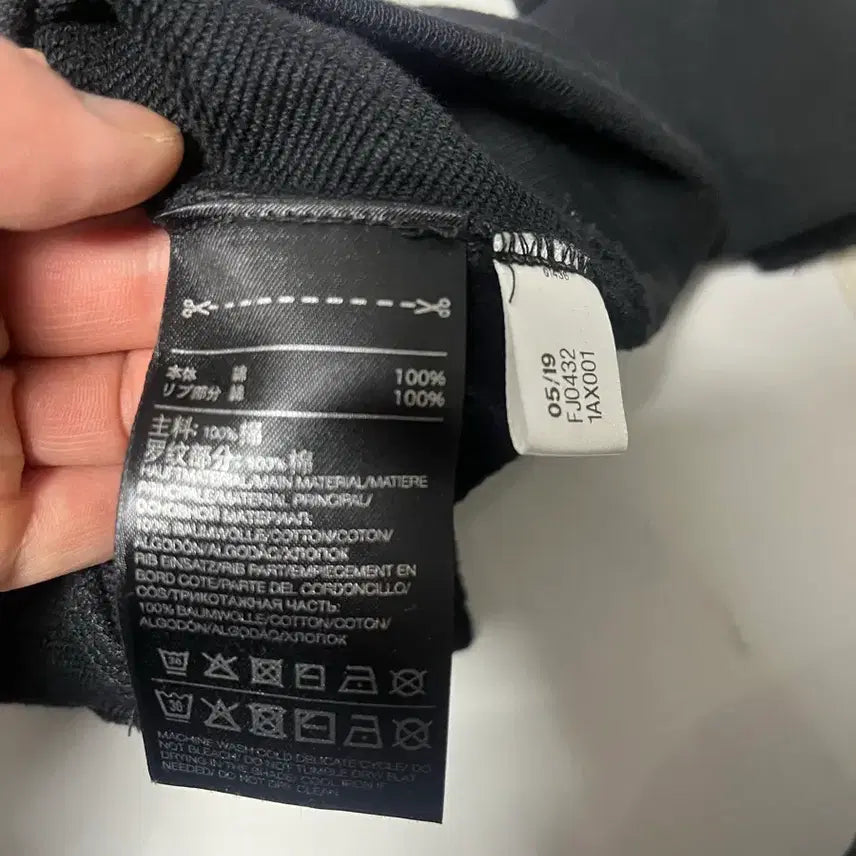 本体 綿 100%
リブ部分 綿 100%
主料: 100% 棉
罗纹部分: 100% 棉
MAIN MATERIAL/MATIERE
PRINCIPALE/MATERIAL PRINCIPAL/
МАТЕРИАЛ:
100% BAUMWOLLE/COTTON/COTON/
ALGODÓN/ALGODÃO/ХЛОПОК
RIB EINSATZ/RIB PART/EMPIECEMENT EN
BORD COTE/PARTE DEL CORDONCILLO/
COS/ТРИКОТАЖНАЯ ЧАСТЬ:
100% BAUMWOLLE/COTTON/COTON/
ALGODÓN/ALGODÃO/ХЛОПОК
30
30
MACHINE WASH COLD DELICATE CYCLE/ DO
NOT BLEACH/ DO NOT TUMBLE DRY/ FLAT
DRYING IN THE SHADE/ COOL IRON IF
NEEDED/ DO NOT DRY CLEAN
05/19
FJ0432
1AX001